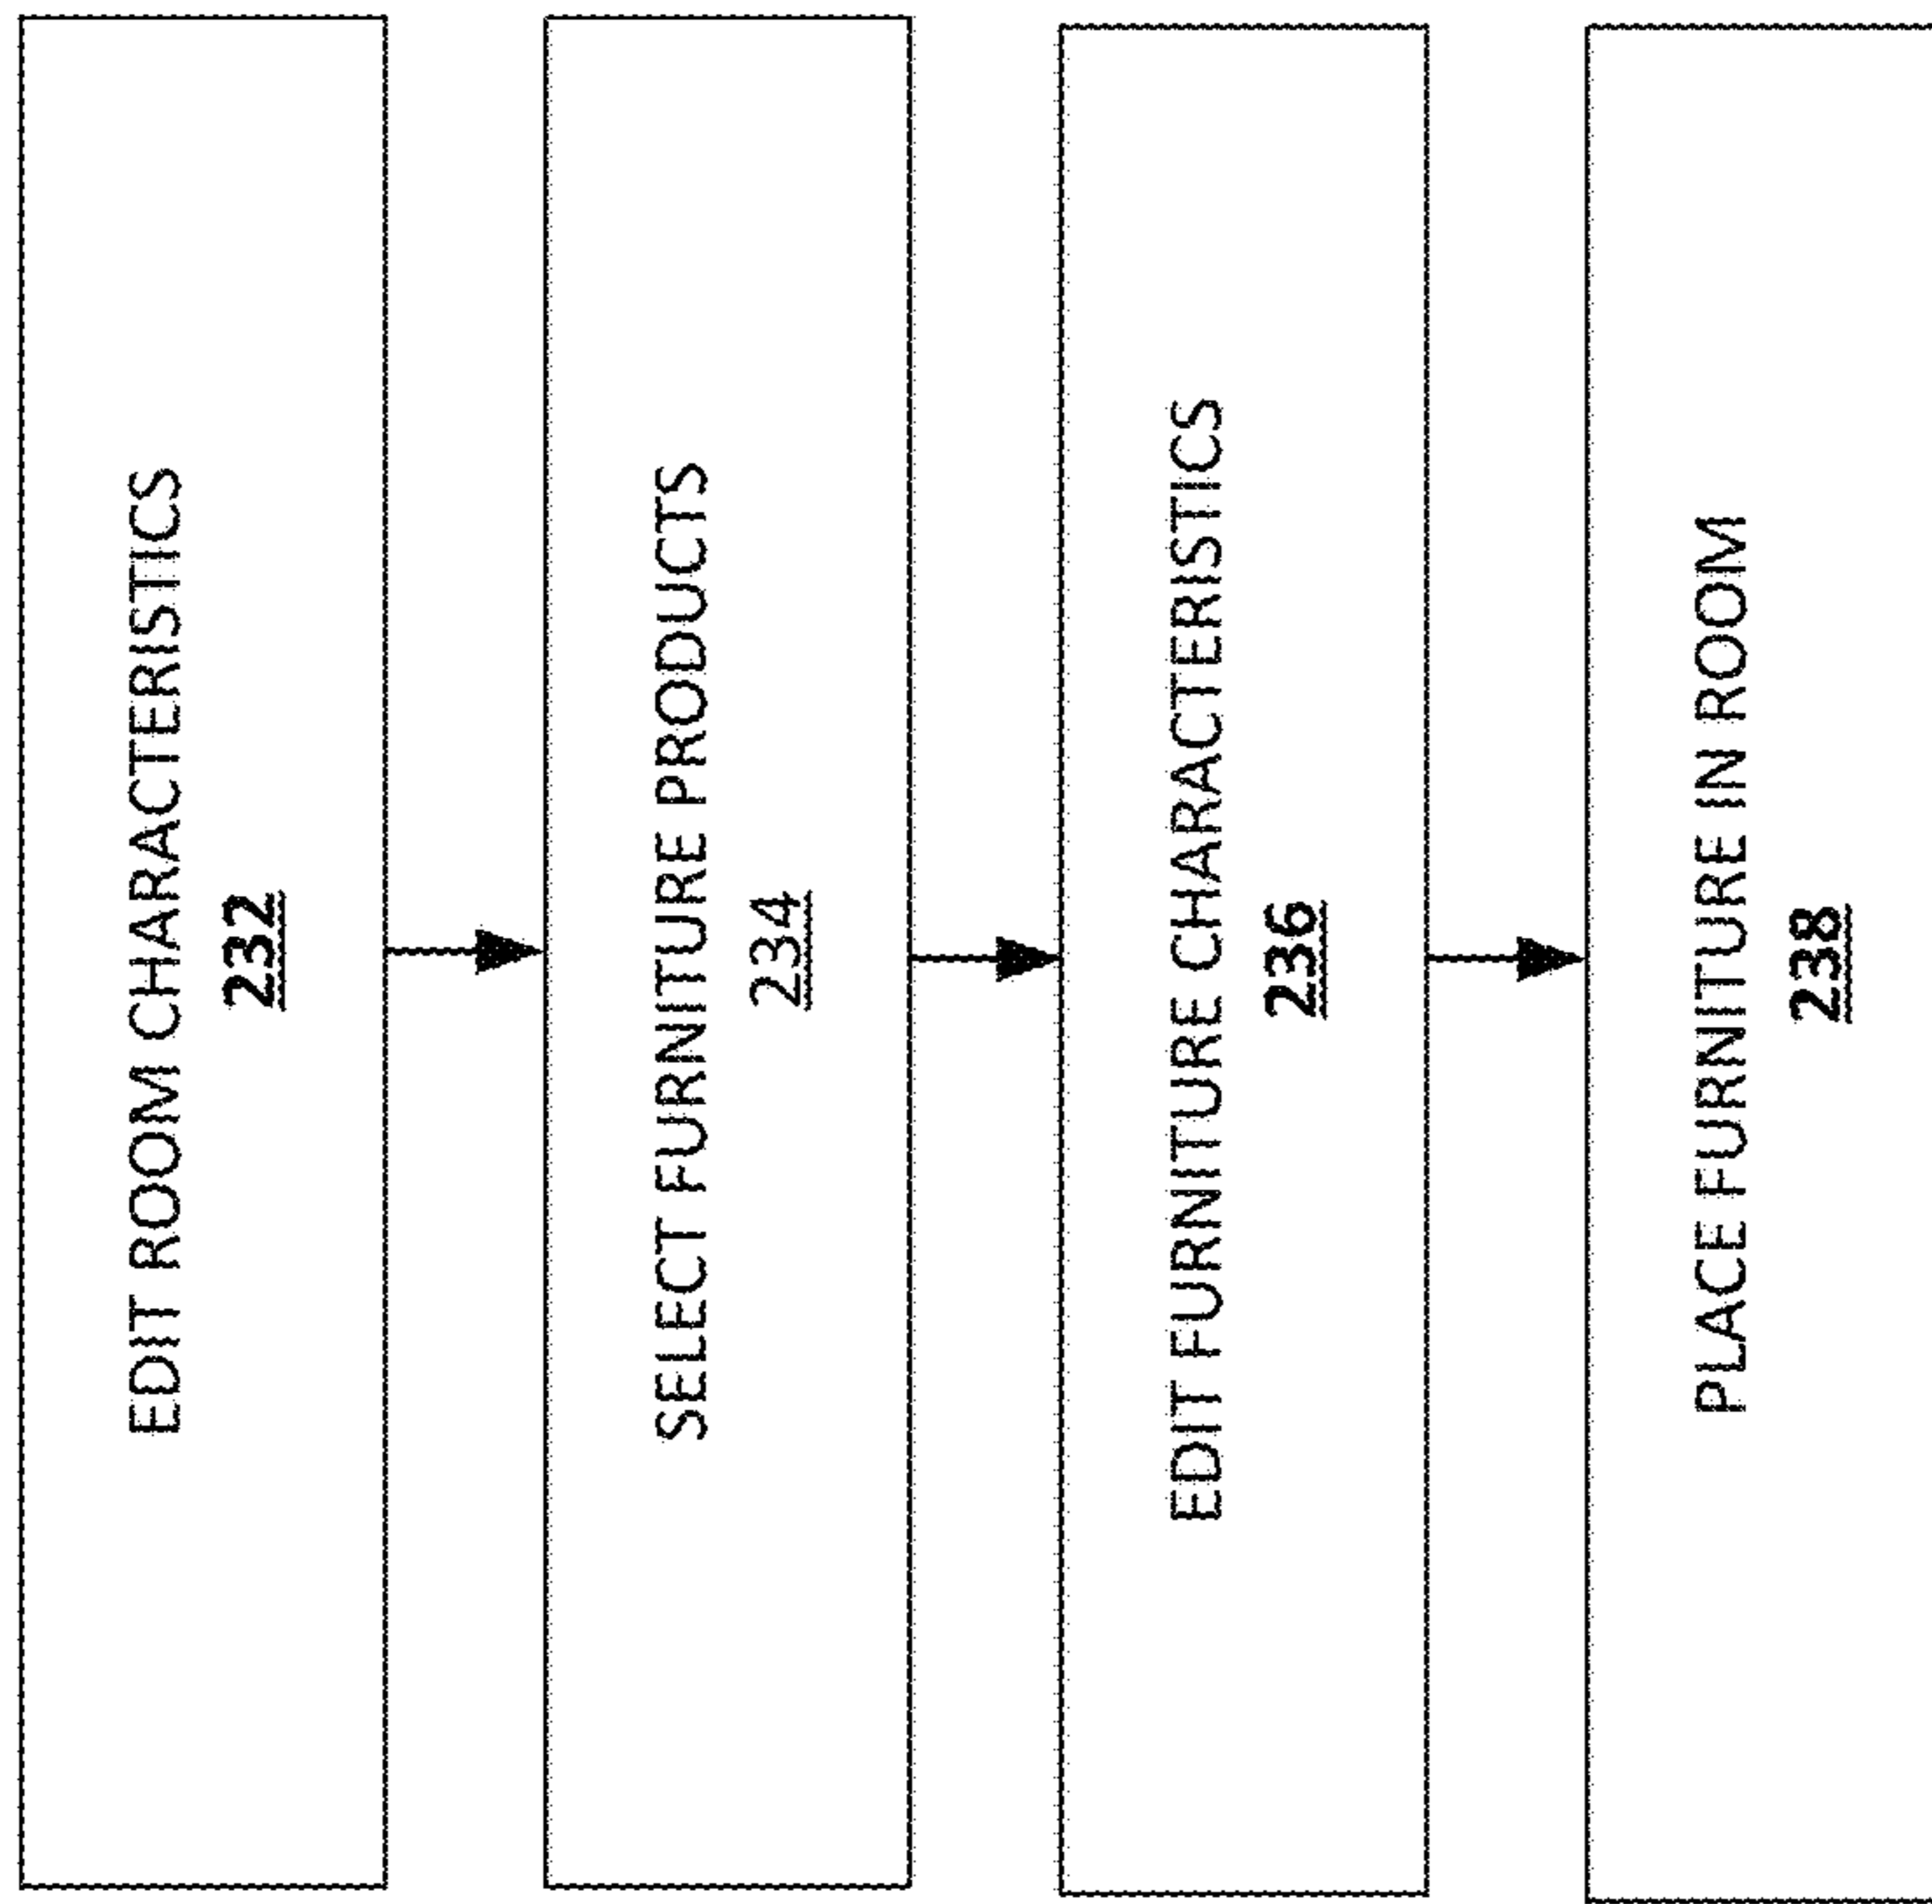 EDIT ROOM CHARACTERISTICS
232
SELECT FURNITURE PRODUCTS
234
EDIT FURNITURE CHARACTERISTICS
236
PLACE FURNITURE IN ROOM
238